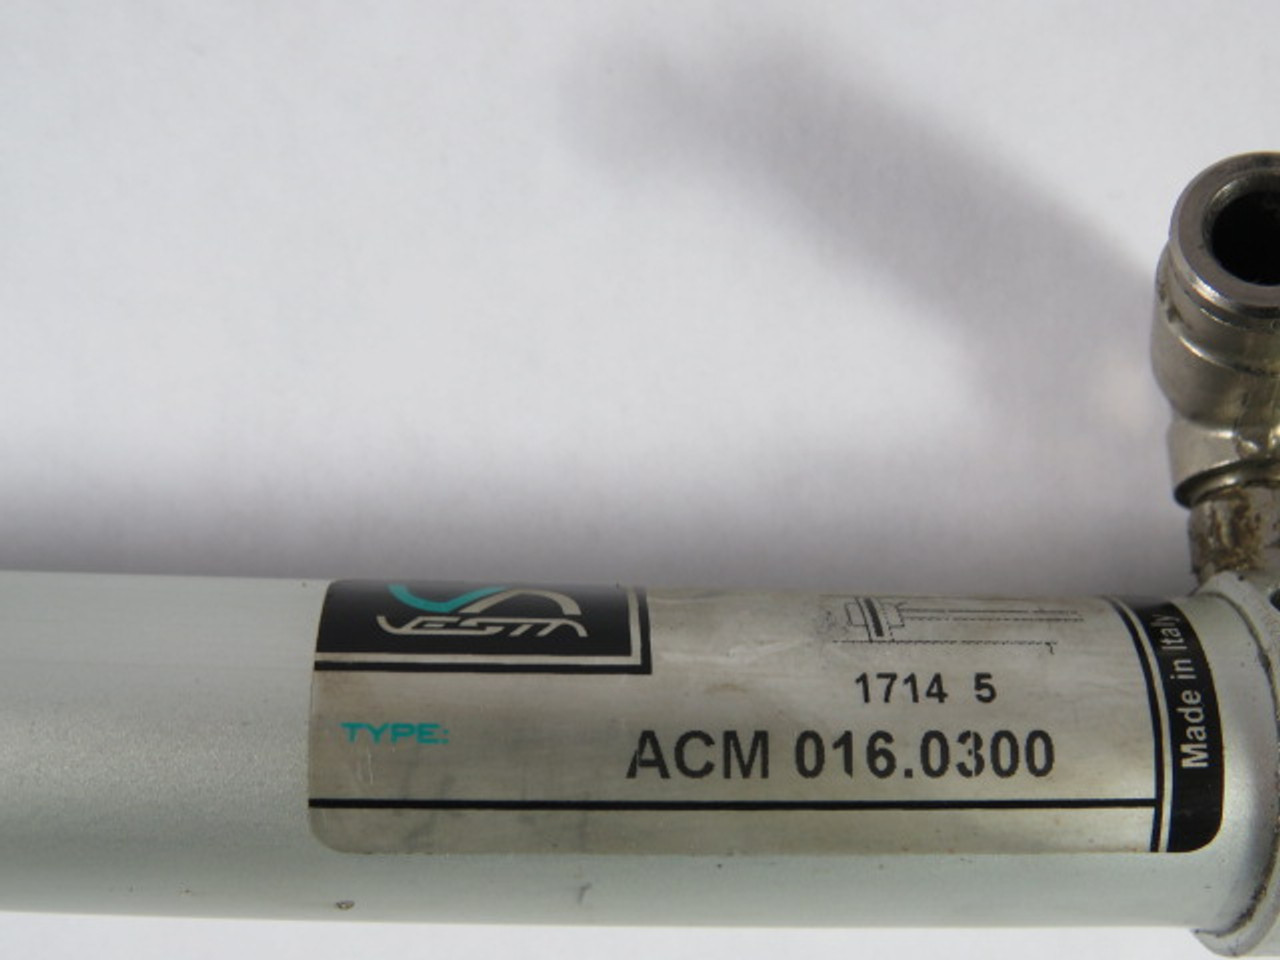 VESTA
1714 5
TYPE: ACM 016.0300
Made in Italy